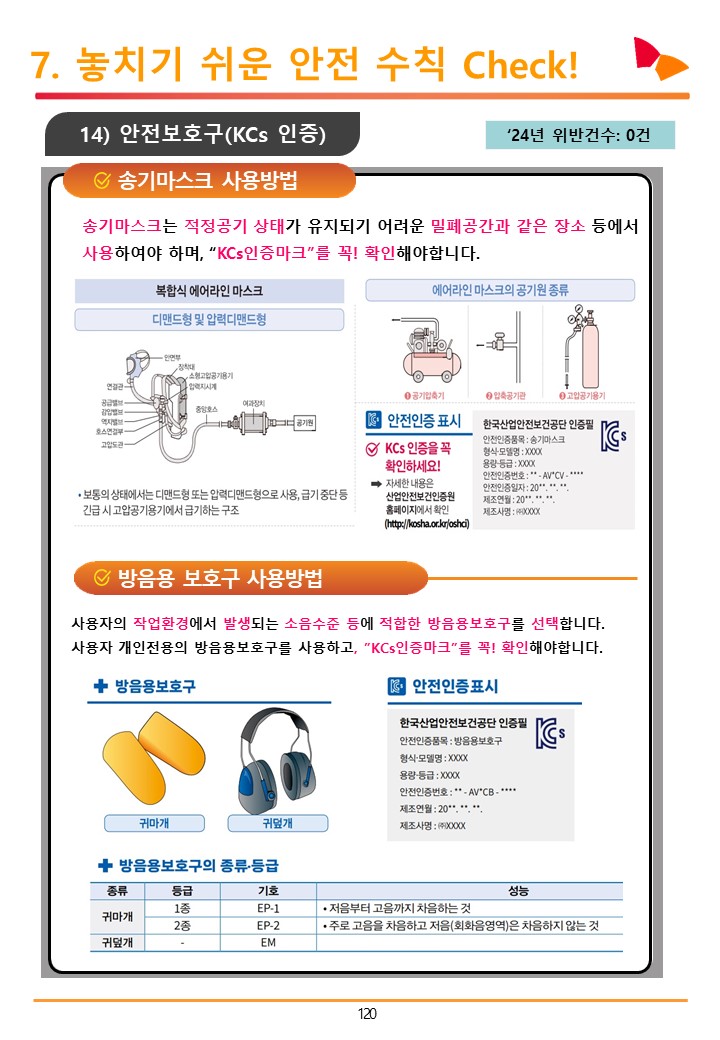 7. 놓치기 쉬운 안전 수칙 Check!
14) 안전보호구(KCs 인증)
‘24년 위반건수: 0건
송기마스크 사용방법
송기마스크는 적정공기 상태가 유지되기 어려운 밀폐공간과 같은 장소 등에서
사용하여야 하며, “KCs인증마크”를 꼭! 확인해야합니다.
복합식 에어라인 마스크
디맨드형 및 압력디맨드형
안면부
장착대
소형고압공기용기
압력지시계
연결관
공급밸브
감압밸브
역지밸브
호스연결부
고압도관
중압호스
여과장치
공기원
• 보통의 상태에서는 디맨드형 또는 압력디맨드형으로 사용, 급기 중단 등
긴급 시 고압공기용기에서 급기하는 구조
에어라인 마스크의 공기원 종류
❶ 공기압축기
❷ 압축공기관
❸ 고압공기용기
안전인증 표시
KCs 인증을 꼭
확인하세요!
➡ 자세한 내용은
산업안전보건인증원
홈페이지에서 확인
(http://kosha.or.kr/oshci)
한국산업안전보건공단 인증필
안전인증품목 : 송기마스크
형식·모델명 : XXXX
용량·등급 : XXXX
안전인증번호 : ** - AV*CV - ****
안전인증일자 : 20**. **. **.
제조연월 : 20**. **. **.
제조사명 : ㈜XXXX
방음용 보호구 사용방법
사용자의 작업환경에서 발생되는 소음수준 등에 적합한 방음용보호구를 선택합니다.
사용자 개인전용의 방음용보호구를 사용하고, ”KCs인증마크”를 꼭! 확인해야합니다.
방음용보호구
귀마개
귀덮개
안전인증표시
한국산업안전보건공단 인증필
안전인증품목 : 방음용보호구
형식·모델명 : XXXX
용량·등급 : XXXX
안전인증번호 : ** - AV*CB - ****
제조연월 : 20**. **. **.
제조사명 : ㈜XXXX
방음용보호구의 종류·등급
종류 등급 기호 성능
귀마개 1종 EP-1 • 저음부터 고음까지 차음하는 것
2종 EP-2 • 주로 고음을 차음하고 저음(회화음영역)은 차음하지 않는 것
귀덮개 - EM
120